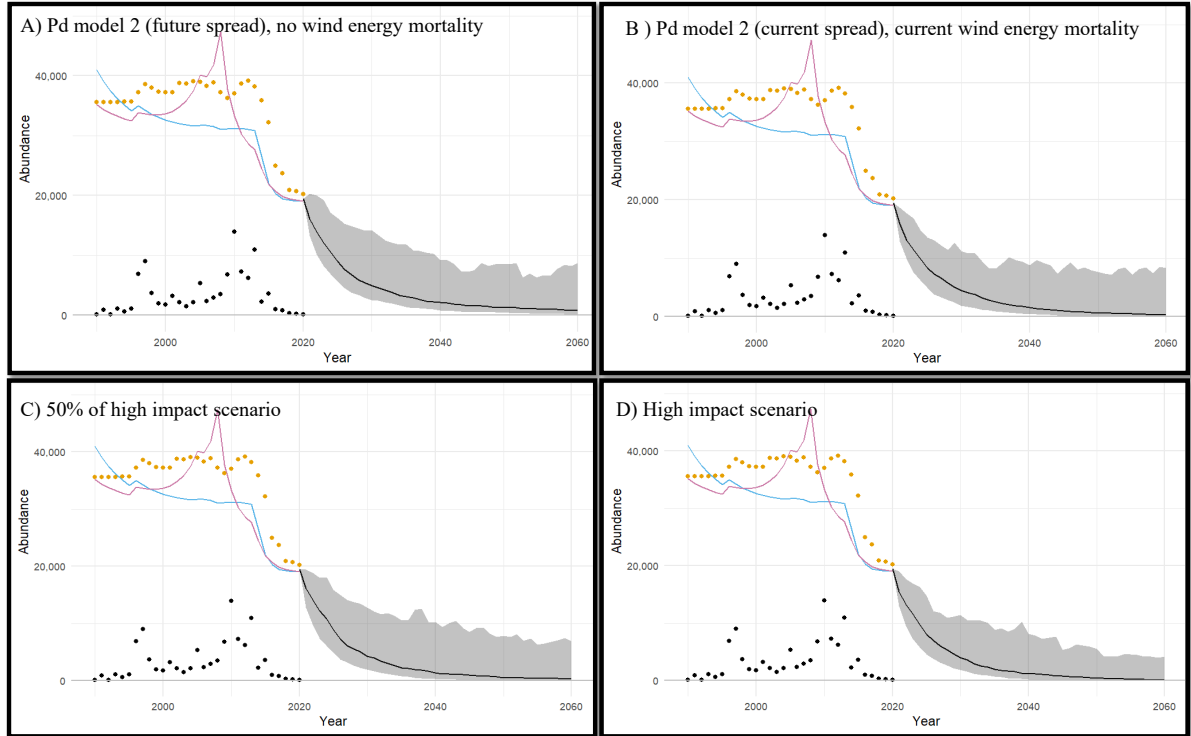 A) Pd model 2 (future spread), no wind energy mortality
40,000
20,000
0
Abundance
2000
2020
2040
2060
Year
B ) Pd model 2 (current spread), current wind energy mortality
40,000
20,000
0
Abundance
2000
2020
2040
2060
Year
C) 50% of high impact scenario
40,000
20,000
0
Abundance
2000
2020
2040
2060
Year
D) High impact scenario
40,000
20,000
0
Abundance
2000
2020
2040
2060
Year